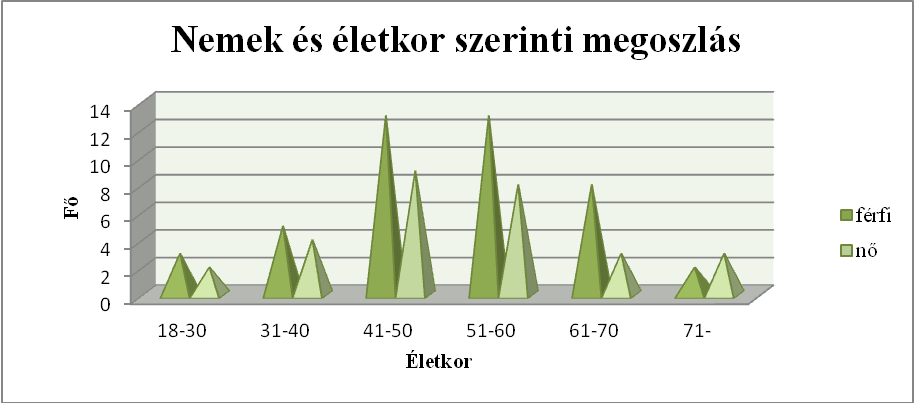 Nemek és életkor szerinti megoszlás
14
12
10
8
6
4
2
0
Fő
18-30
31-40
41-50
51-60
61-70
71-
Életkor
férfi
nő